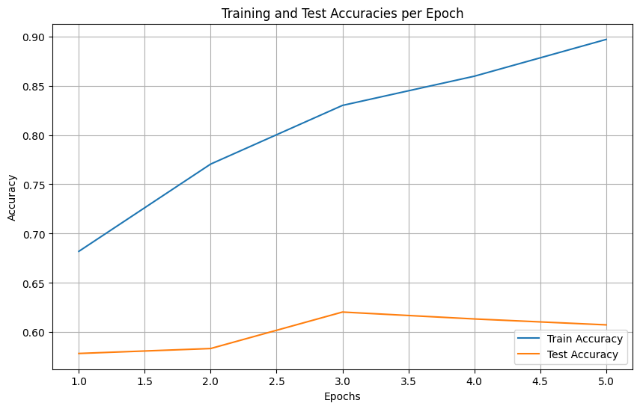 Training and Test Accuracies per Epoch
Accuracy
0.90
0.85
0.80
0.75
0.70
0.65
0.60
Train Accuracy
Test Accuracy
1.0 1.5 2.0 2.5 3.0 3.5 4.0 4.5 5.0
Epochs